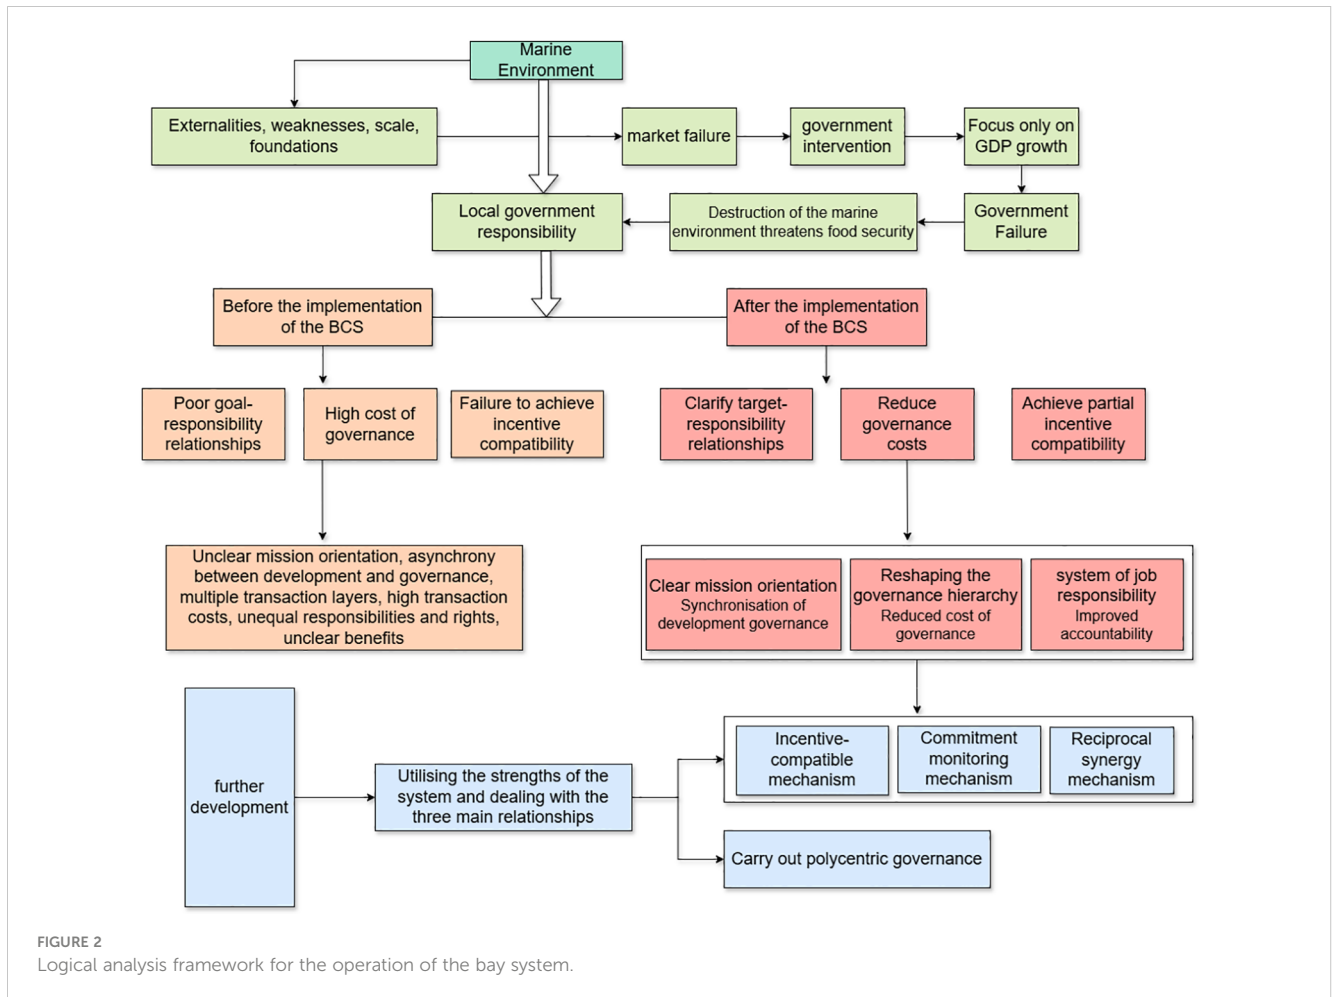 Marine
Environment
Externalities, weaknesses, scale,
foundations
market failure
government
intervention
Focus only on
GDP growth
Local government
responsibility
Destruction of the marine
environment threatens food security
Government
Failure
Before the implementation
of the BCS
After the implementation
of the BCS
Poor goal-
responsibility
relationships
High cost of
governance
Failure to achieve
incentive
compatibility
Clarify target-
responsibility
relationships
Reduce
governance
costs
Achieve partial
incentive
compatibility
Unclear mission orientation, asynchrony
between development and governance,
multiple transaction layers, high transaction
costs, unequal responsibilities and rights,
unclear benefits
Clear mission orientation
Synchronisation of
development governance
Reshaping the
governance hierarchy
Reduced cost of
governance
system of job
responsibility
Improved
accountability
further
development
Utilising the strengths of the
system and dealing with the
three main relationships
Incentive-
compatible
mechanism
Commitment
monitoring
mechanism
Reciprocal
synergy
mechanism
Carry out polycentric governance
FIGURE 2
Logical analysis framework for the operation of the bay system.